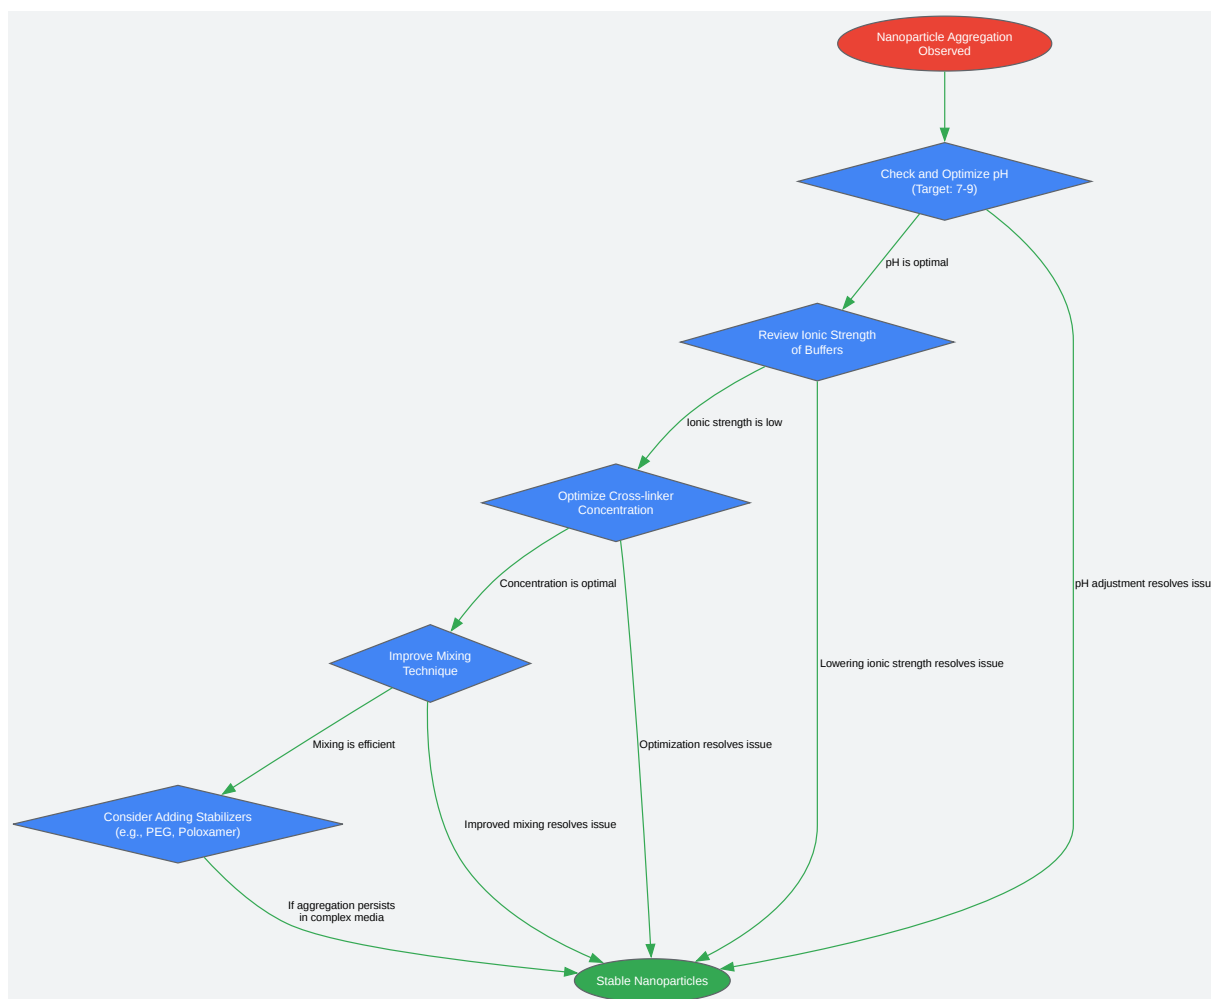 Nanoparticle Aggregation
Observed
Check and Optimize pH
(Target: 7-9)
pH is optimal
Review Ionic Strength
of Buffers
Ionic strength is low
Optimize Cross-linker
Concentration
Concentration is optimal
pH adjustment resolves issu
Improve Mixing
Technique
Lowering ionic strength resolves issue
Mixing is efficient
Optimization resolves issue
Consider Adding Stabilizers
(e.g., PEG, Poloxamer)
Improved mixing resolves issue
If aggregation persists
in complex media
Stable Nanoparticles